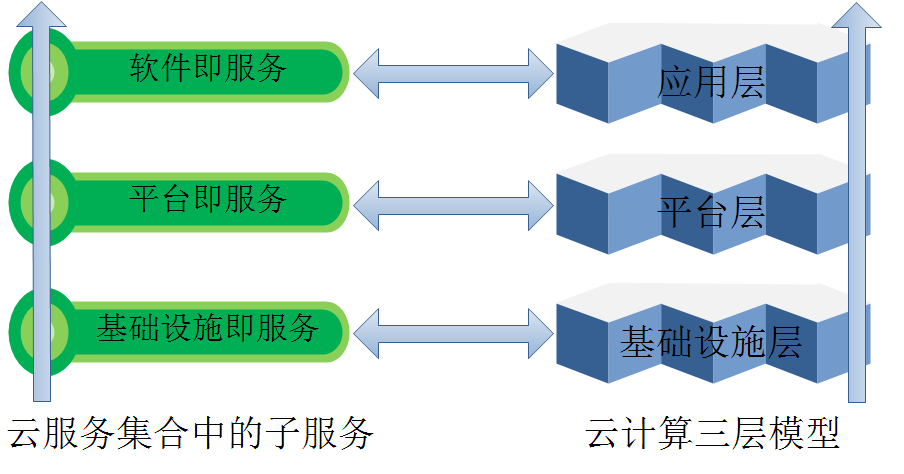 软件即服务
应用层
平台即服务
平台层
基础设施即服务
基础设施层
云服务集合中的子服务
云计算三层模型